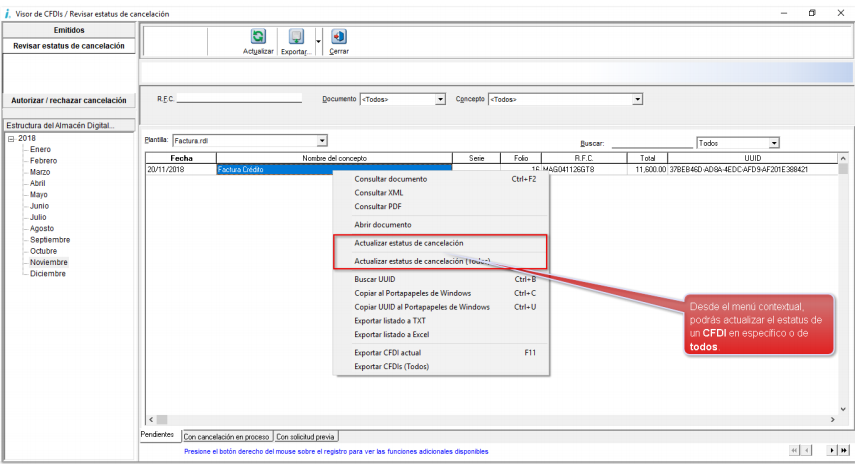 Visor de CFDIs / Revisar estatus de cancelación
Emitidos
Revisar estatus de cancelación
Autorizar / rechazar cancelación
Estructura del Almacén Digital...
2018
Enero
Febrero
Marzo
Abril
Mayo
Junio
Julio
Agosto
Septiembre
Octubre
Noviembre
Diciembre
Actualizar Exportar... Cerrar
R.F.C. Documento <Todos> Concepto <Todos>
Plantilla: Factura.rdl Buscar: Todos
Fecha Nombre del concepto Serie Folio R.F.C. Total UUID
20/11/2018 Factura Crédito 16 MAG041126GT8 11,600.00 37BEB46D-AD8A-4EDC-AFD9-AF201E388421
Consultar documento Ctrl+F2
Consultar XML
Consultar PDF
Abrir documento
Actualizar estatus de cancelación
Actualizar estatus de cancelación (Todos)
Buscar UUID Ctrl+B
Copiar al Portapapeles de Windows Ctrl+C
Copiar UUID al Portapapeles de Windows Ctrl+U
Exportar listado a TXT
Exportar listado a Excel
Exportar CFDI actual F11
Exportar CFDIs (Todos)
Desde el menú contextual,
podrás actualizar el estatus de
un CFDI en específico o de
todos.
Pendientes Con cancelación en proceso Con solicitud previa
Presione el botón derecho del mouse sobre el registro para ver las funciones adicionales disponibles